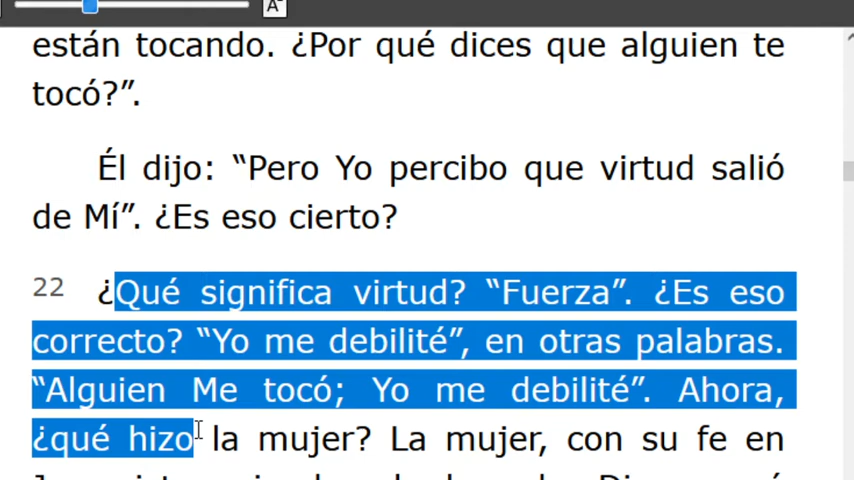 A
están tocando. ¿Por qué dices que alguien te
tocó?”.
Él dijo: “Pero Yo percibo que virtud salió
de Mí”. ¿Es eso cierto?
22 ¿Qué significa virtud? “Fuerza”. ¿Es eso
correcto? “Yo me debilité”, en otras palabras.
“Alguien Me tocó; Yo me debilité”. Ahora,
¿qué hizo la mujer? La mujer, con su fe en